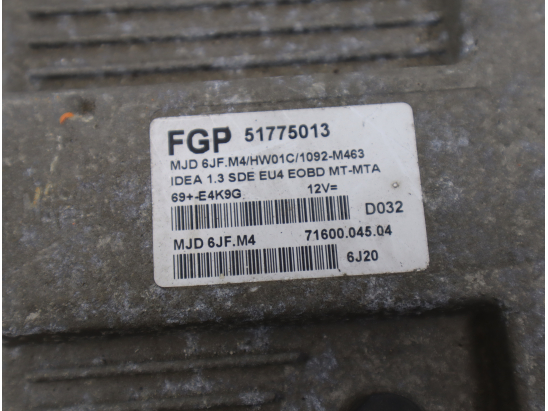 FGP 51775013
MJD 6JF.M4/HW01C/1092-M463
IDEA 1.3 SDE EU4 EOBD MT-MTA
69+-E4K9G 12V=
D032
MJD 6JF.M4 71600.045.04
6J20